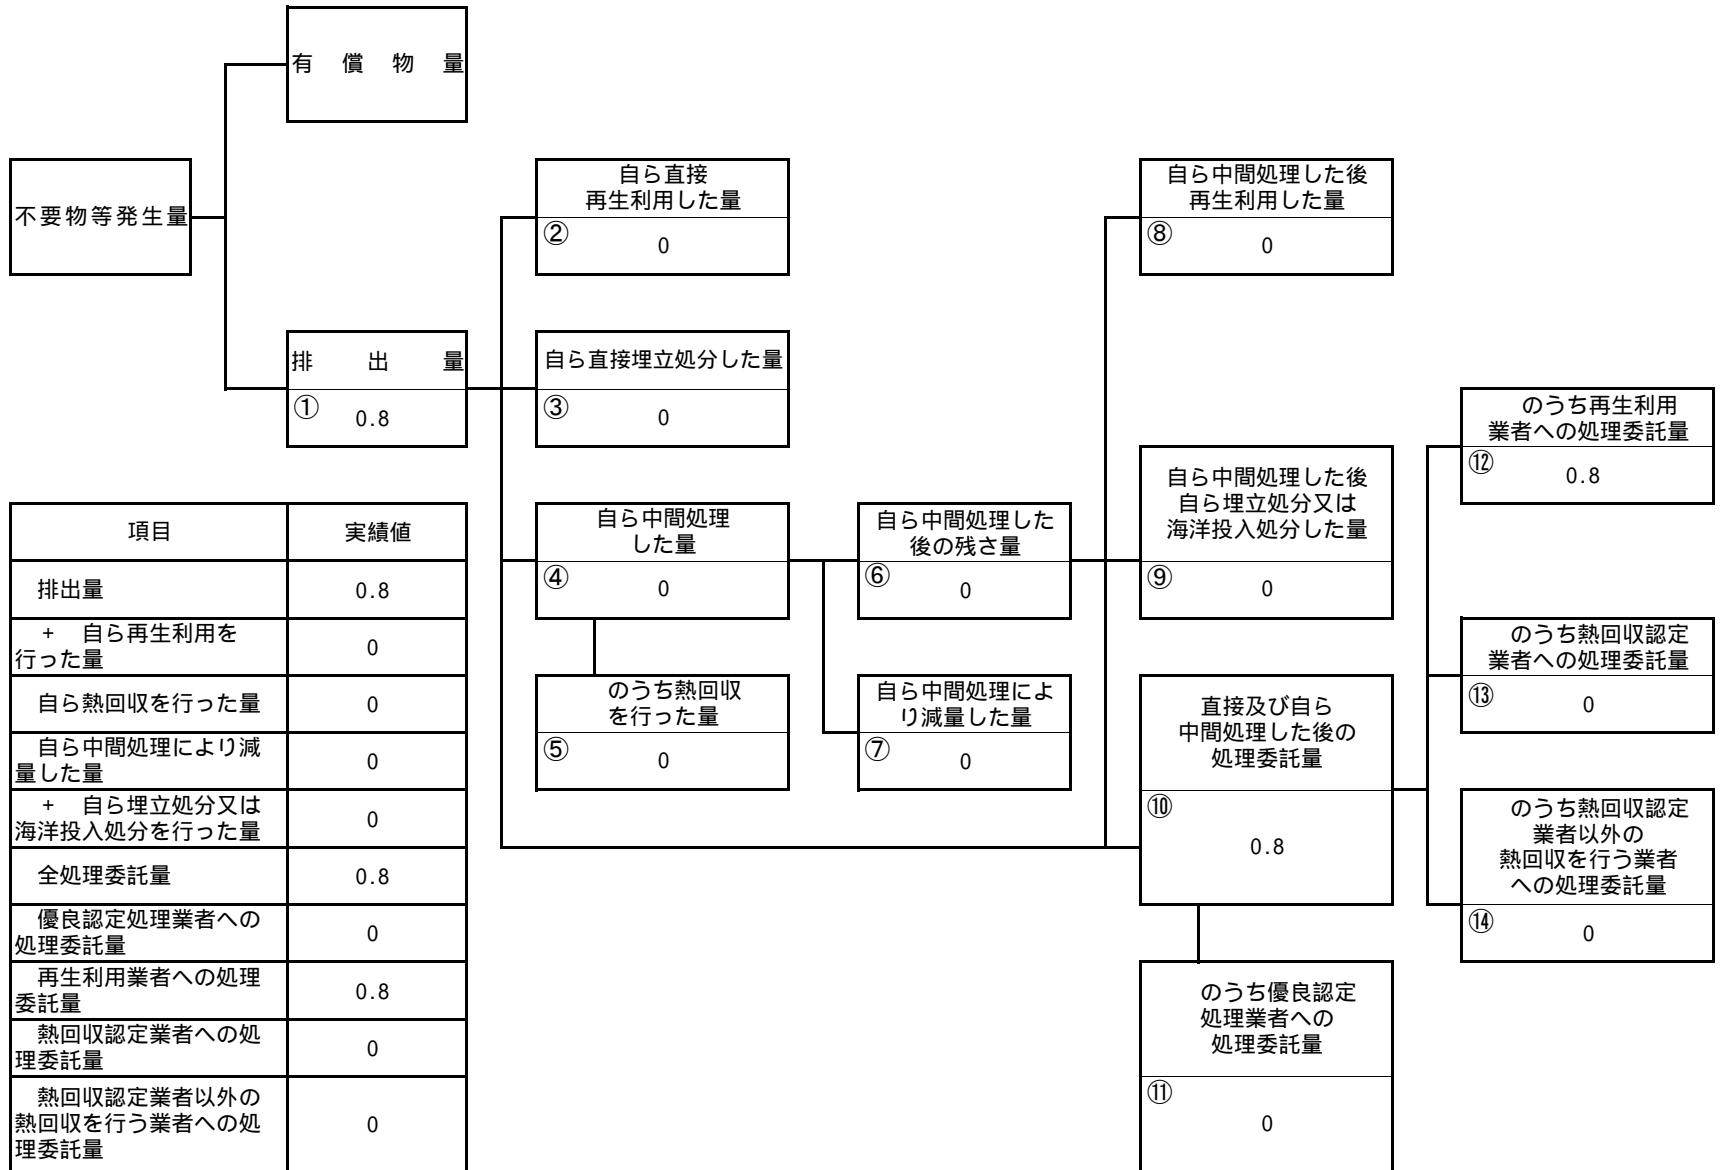 有償物量
不要物等発生量
排出量
①
0.8
自ら直接
再生利用した量
②
0
自ら直接埋立処分した量
③
0
自ら中間処理
した量
④
0
のうち熱回収
を行った量
⑤
0
自ら中間処理した
後の残さ量
⑥
0
自ら中間処理によ
り減量した量
⑦
0
自ら中間処理した後
再生利用した量
⑧
0
自ら中間処理した後
自ら埋立処分又は
海洋投入処分した量
⑨
0
直接及び自ら
中間処理した後の
処理委託量
⑩
0.8
のうち優良認定
処理業者への
処理委託量
⑪
0
のうち再生利用
業者への処理委託量
⑫
0.8
のうち熱回収認定
業者への処理委託量
⑬
0
のうち熱回収認定
業者以外の
熱回収を行う業者
への処理委託量
⑭
0
項目 実績値
排出量 0.8
+ 自ら再生利用を
行った量 0
自ら熱回収を行った量 0
自ら中間処理により減
量した量 0
+ 自ら埋立処分又は
海洋投入処分を行った量 0
全処理委託量 0.8
優良認定処理業者への
処理委託量 0
再生利用業者への処理
委託量 0.8
熱回収認定業者への処
理委託量 0
熱回収認定業者以外の
熱回収を行う業者への処
理委託量 0